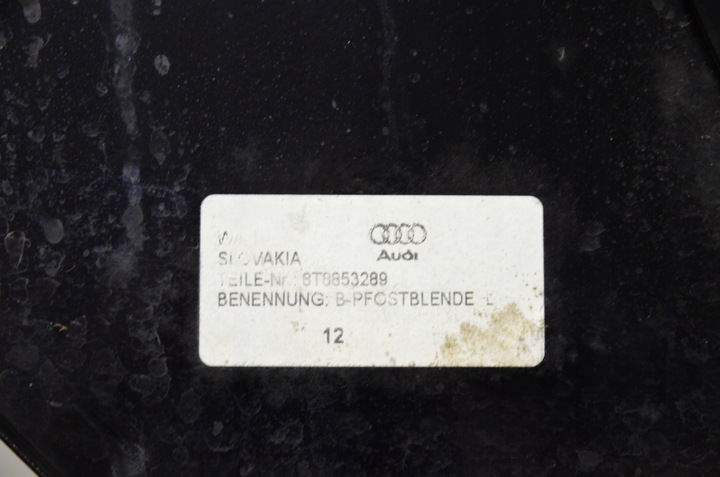 Audi
SLOVAKIA
TEILE-Nr. 8T8853289
BENENNUNG: B-PFOSTBLENDE
12